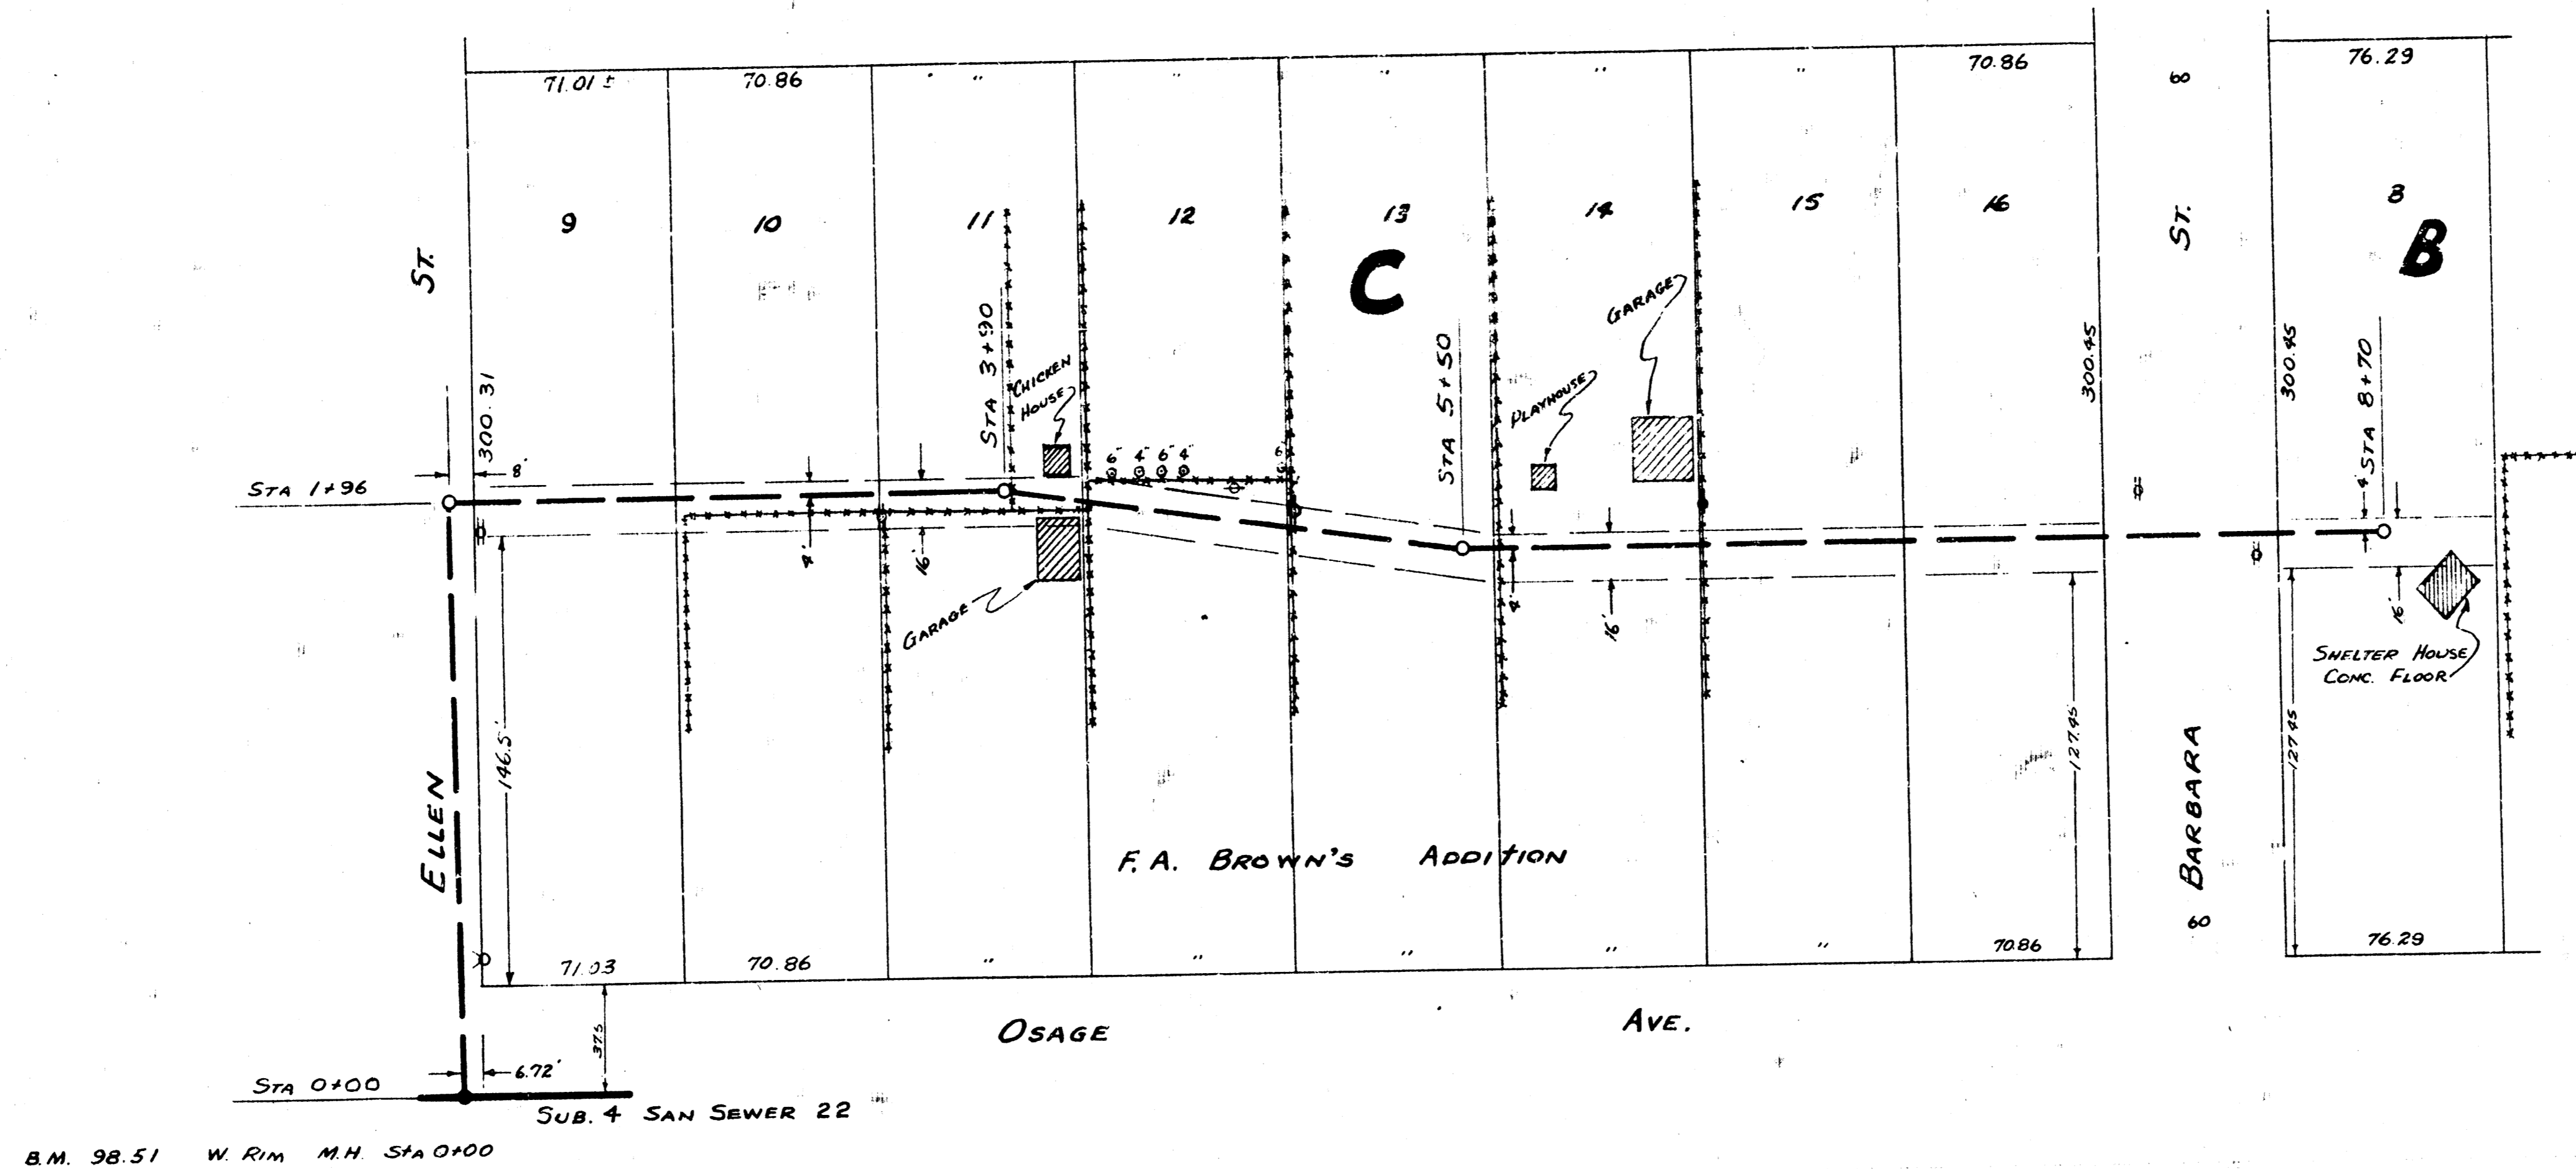 71.01 ±
70.86
"
"
"
"
"
70.86
76.29
60
9
10
11
12
13
14
15
16
8
ST.
ST.
C
B
GARAGE
300.31
STA 3+90
CHICKEN
HOUSE
STA 5+50
PLAYHOUSE
300.45
300.45
STA 8+70
STA 1+96
8'
6" 4" 6" 4"
6"
4'
16'
4'
16'
4'
16'
GARAGE
SHELTER HOUSE
CONC. FLOOR
146.5'
127.45
127.45
ELLEN
BARBARA
F. A. BROWN'S ADDITION
60
71.03
70.86
"
"
"
"
"
70.86
76.29
37.5
OSAGE AVE.
6.72'
STA 0+00
SUB. 4 SAN SEWER 22
B.M. 98.51 W. RIM M.H. STA 0+00